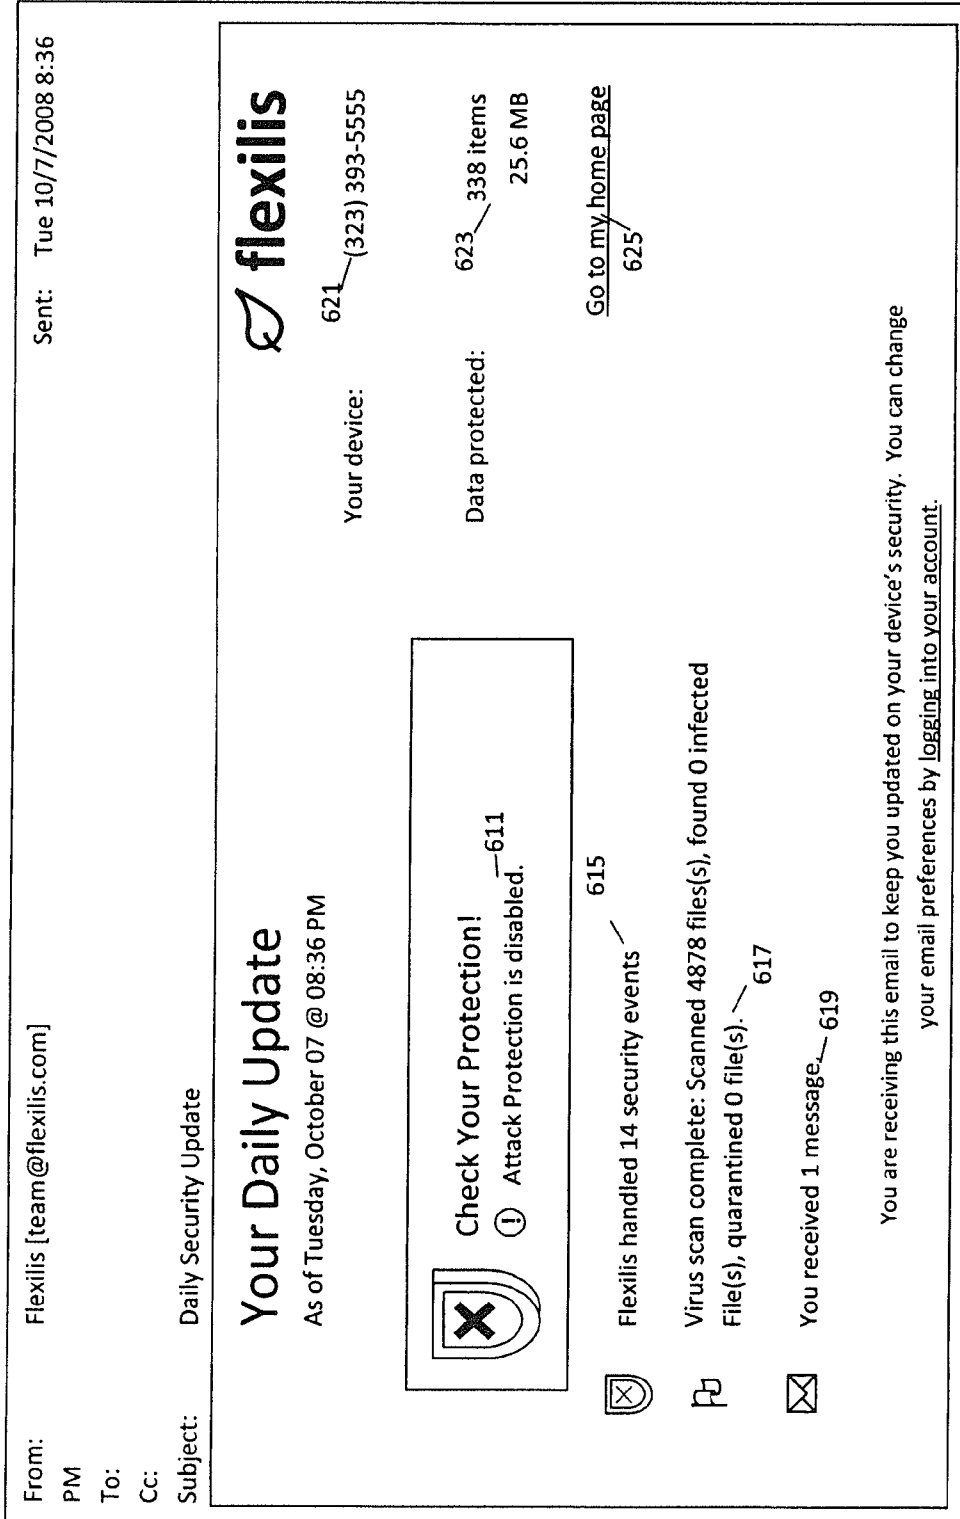 From: Flexilis [team@flexilis.com] Sent: Tue 10/7/2008 8:36
PM
To:
Cc:
Subject: Daily Security Update
Your Daily Update
flexilis
As of Tuesday, October 07 @ 08:36 PM
621
Your device: (323) 393-5555
Check Your Protection!
Attack Protection is disabled. 611
623
Data protected: 338 items
25.6 MB
615
Flexilis handled 14 security events
Go to my home page
625
Virus scan complete: Scanned 4878 files(s), found 0 infected
File(s), quarantined 0 file(s).
617
You received 1 message.
619
You are receiving this email to keep you updated on your device's security. You can change
your email preferences by logging into your account.